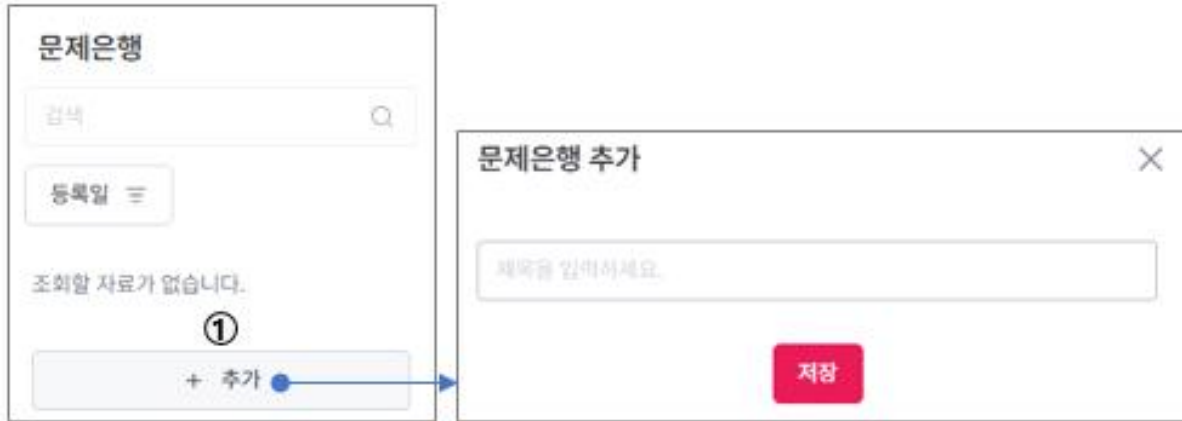 문제은행
검색
등록일
조회할 자료가 없습니다.
①
+ 추가
문제은행 추가
제목을 입력하세요.
저장